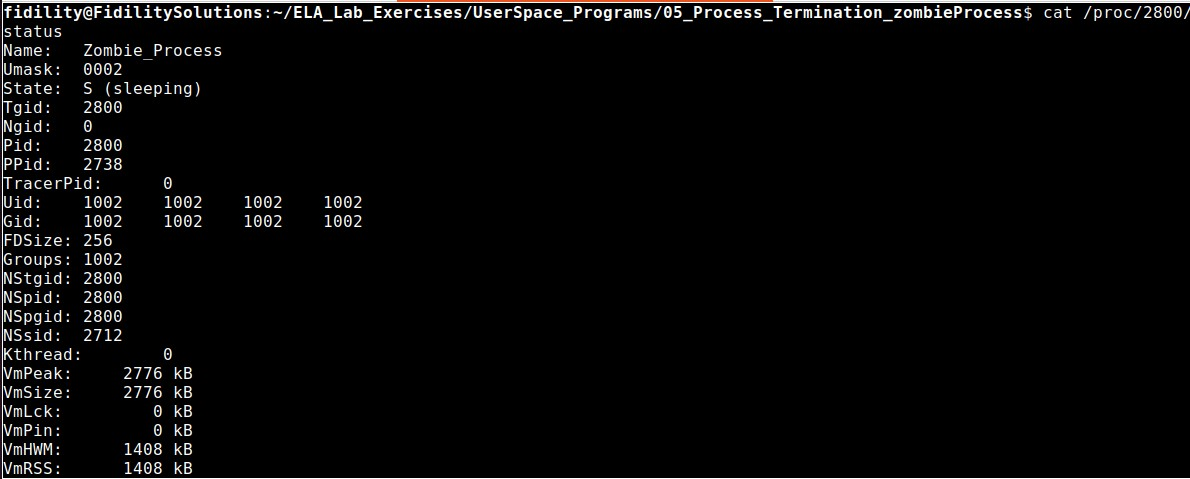 fidility@FidilitySolutions:~/ELA_Lab_Exercises/UserSpace_Programs/05_Process_Termination_zombieProcess$ cat /proc/2800/
status
Name:   Zombie_Process
Umask:  0002
State:  S (sleeping)
Tgid:   2800
Ngid:   0
Pid:    2800
PPid:   2738
TracerPid:      0
Uid:    1002    1002    1002    1002
Gid:    1002    1002    1002    1002
FDSize: 256
Groups: 1002
NStgid: 2800
NSpid:  2800
NSpgid: 2800
NSsid:  2712
Kthread:        0
VmPeak:     2776 kB
VmSize:     2776 kB
VmLck:         0 kB
VmPin:         0 kB
VmHWM:      1408 kB
VmRSS:      1408 kB